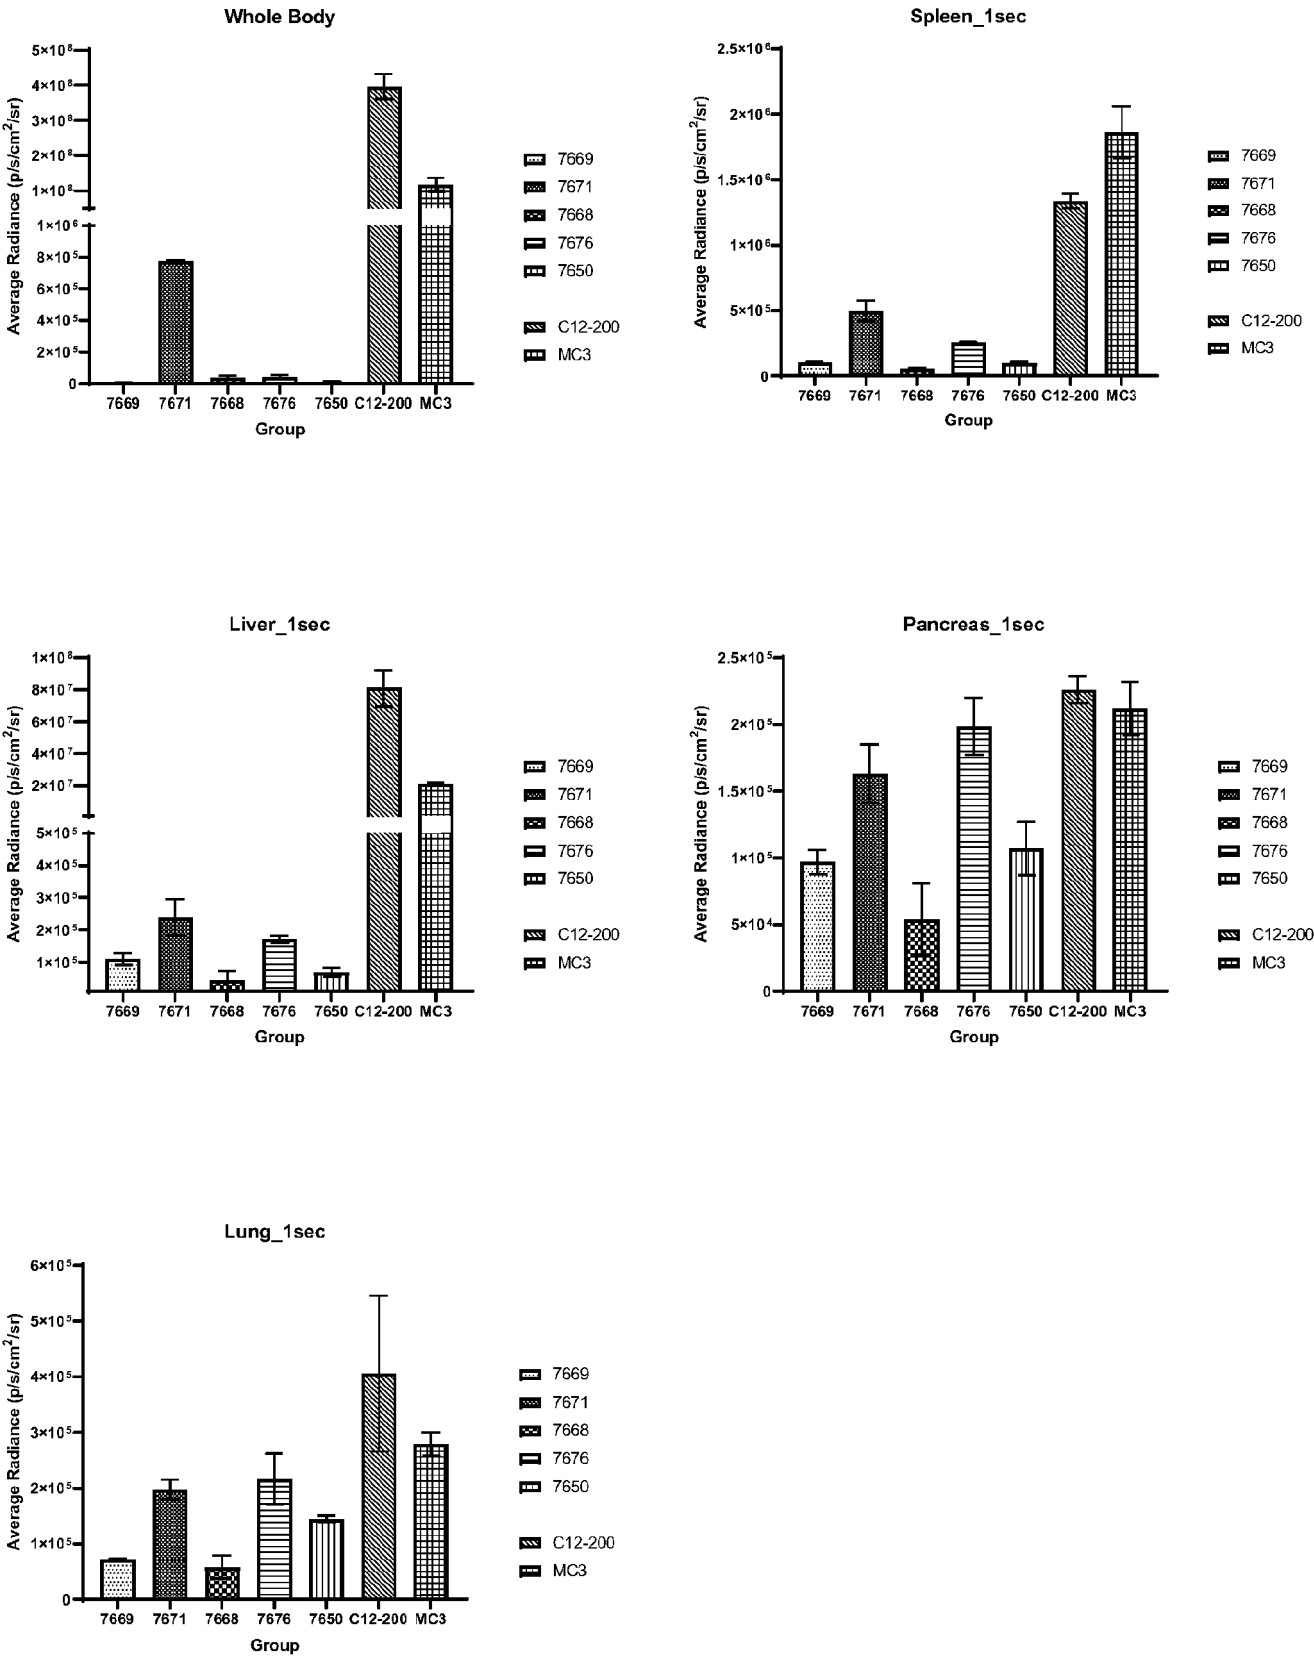 Whole Body
Average Radiance (p/s/cm²/sr)
5×10⁸
4×10⁸
3×10⁸
2×10⁸
1×10⁸
1×10⁶
8×10⁵
6×10⁵
4×10⁵
2×10⁵
0
7669 7671 7668 7676 7650 C12-200 MC3
Group
7669
7671
7668
7676
7650
C12-200
MC3
Spleen_1sec
Average Radiance (p/s/cm²/sr)
2.5×10⁶
2×10⁶
1.5×10⁶
1×10⁶
5×10⁵
0
7669 7671 7668 7676 7650 C12-200 MC3
Group
7669
7671
7668
7676
7650
C12-200
MC3
Liver_1sec
Average Radiance (p/s/cm²/sr)
1×10⁸
8×10⁷
6×10⁷
4×10⁷
2×10⁷
5×10⁵
4×10⁵
3×10⁵
2×10⁵
1×10⁵
7669 7671 7668 7676 7650 C12-200 MC3
Group
7669
7671
7668
7676
7650
C12-200
MC3
Pancreas_1sec
Average Radiance (p/s/cm²/sr)
2.5×10⁵
2×10⁵
1.5×10⁵
1×10⁵
5×10⁴
0
7669 7671 7668 7676 7650 C12-200 MC3
Group
7669
7671
7668
7676
7650
C12-200
MC3
Lung_1sec
Average Radiance (p/s/cm²/sr)
6×10⁵
5×10⁵
4×10⁵
3×10⁵
2×10⁵
1×10⁵
0
7669 7671 7668 7676 7650 C12-200 MC3
Group
7669
7671
7668
7676
7650
C12-200
MC3